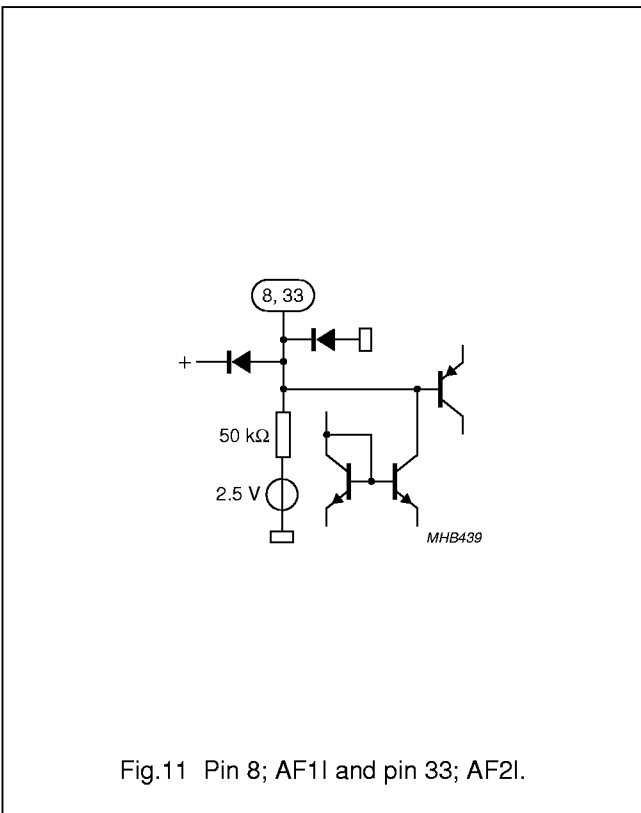 8, 33
+
50 kΩ
2.5 V
MHB439
Fig.11 Pin 8; AF1I and pin 33; AF2I.